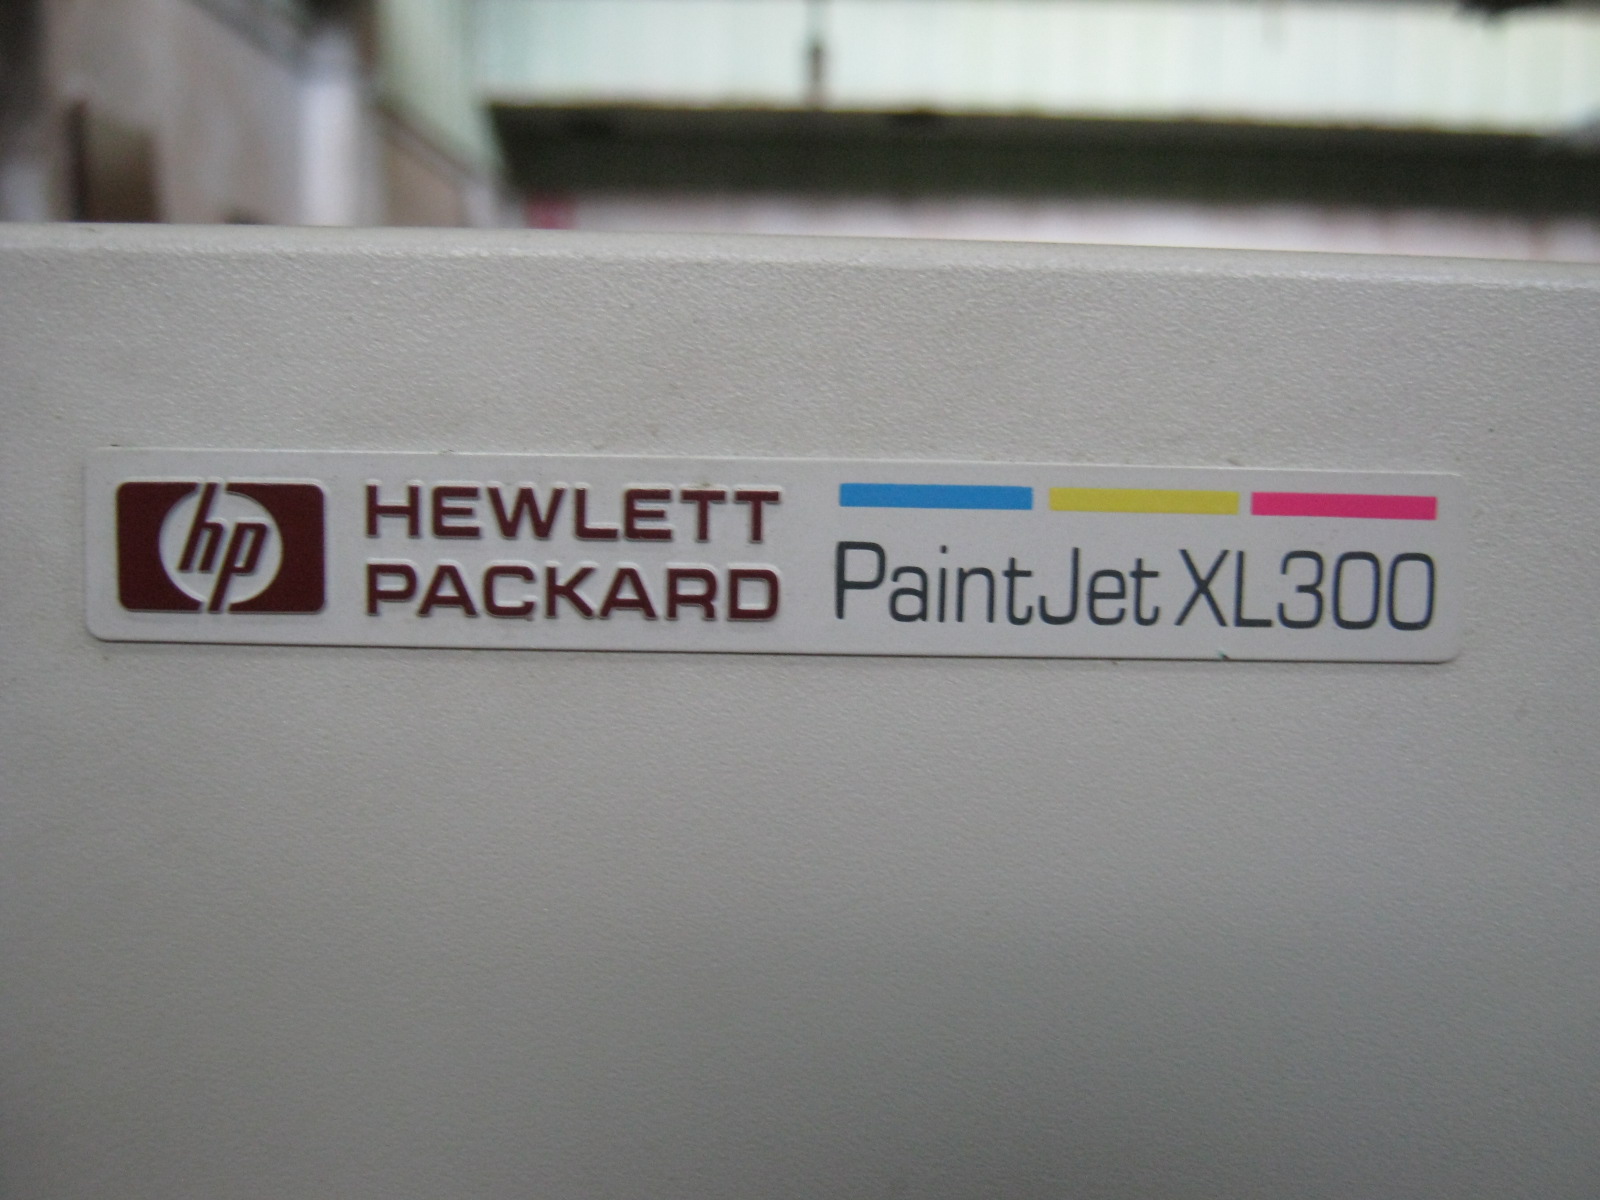 hp
HEWLETT
PACKARD
PaintJet XL300